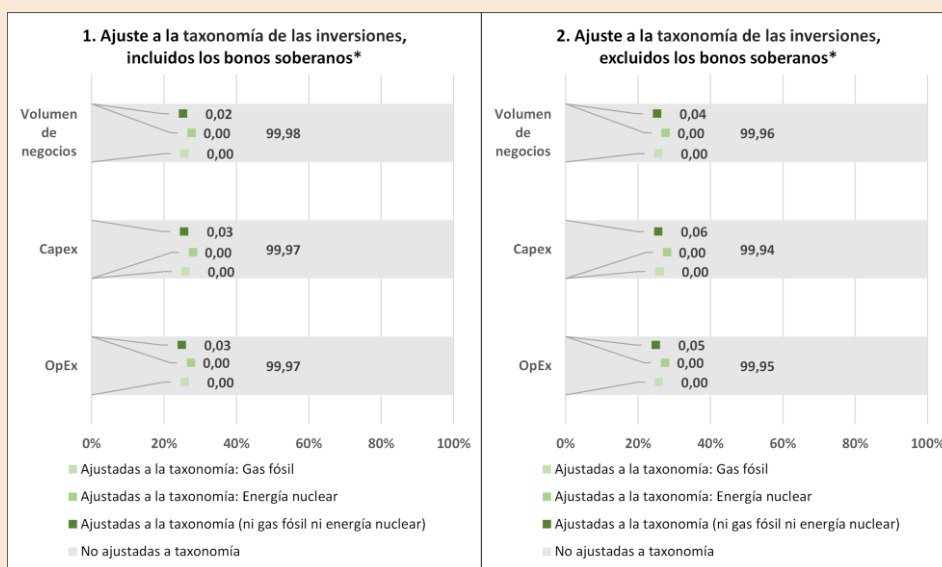 1. Ajuste a la taxonomía de las inversiones,
incluidos los bonos soberanos*
Volumen
de
negocios
0,02
0,00
99,98
0,00
Capex
0,03
0,00
99,97
0,00
OpEx
0,03
0,00
99,97
0,00
0% 20% 40% 60% 80% 100%
Ajustadas a la taxonomía: Gas fósil
Ajustadas a la taxonomía: Energía nuclear
Ajustadas a la taxonomía (ni gas fósil ni energía nuclear)
No ajustadas a taxonomía
2. Ajuste a la taxonomía de las inversiones,
excluidos los bonos soberanos*
Volumen
de
negocios
0,04
0,00
99,96
0,00
Capex
0,06
0,00
99,94
0,00
OpEx
0,05
0,00
99,95
0,00
0% 20% 40% 60% 80% 100%
Ajustadas a la taxonomía: Gas fósil
Ajustadas a la taxonomía: Energía nuclear
Ajustadas a la taxonomía (ni gas fósil ni energía nuclear)
No ajustadas a taxonomía